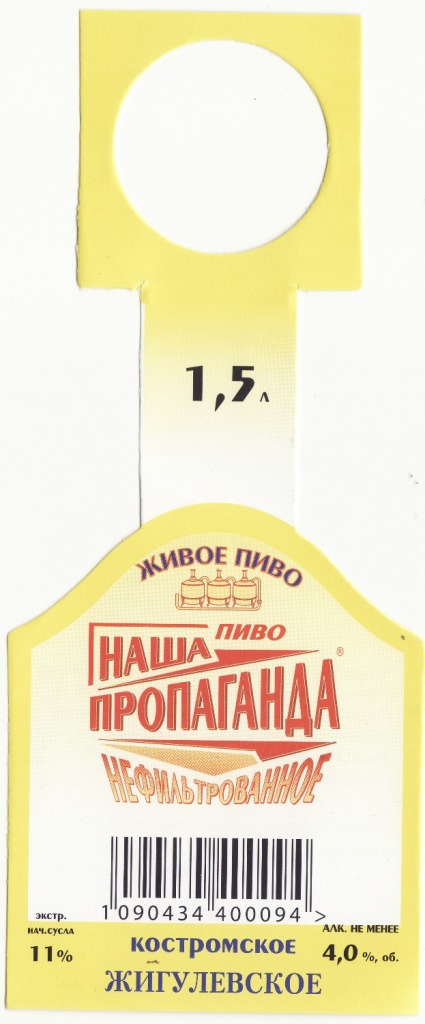 1,5 л
ЖИВОЕ ПИВО
ПИВО
НАША
ПРОПАГАНДА ®
НЕФИЛЬТРОВАННОЕ
1 090434 400094 >
экстр.
нач.сусла
11%
АЛК. НЕ МЕНЕЕ
4,0 %, об.
КОСТРОМСКОЕ
ЖИГУЛЕВСКОЕ